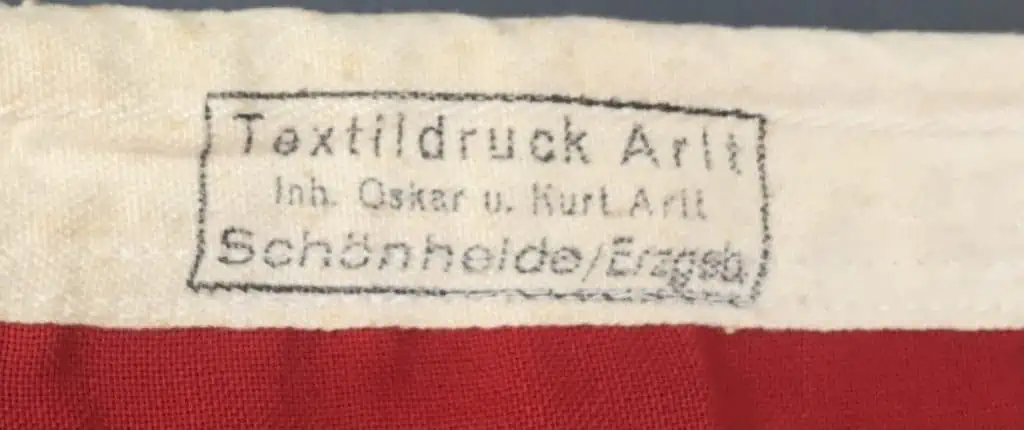 Textildruck Arlt
Inh. Oskar u. Kurt Arlt
Schönheide/Erzgeb.